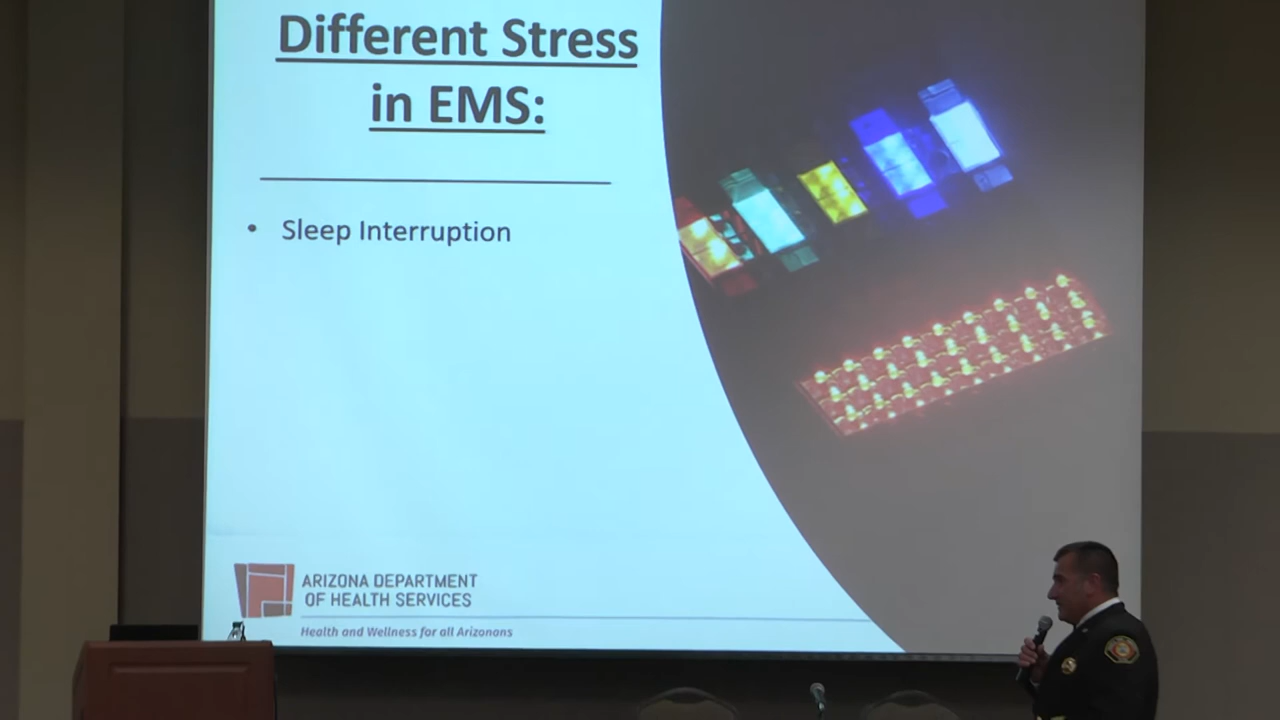 Different Stress
in EMS:
• Sleep Interruption
ARIZONA DEPARTMENT
OF HEALTH SERVICES
Health and Wellness for all Arizonans